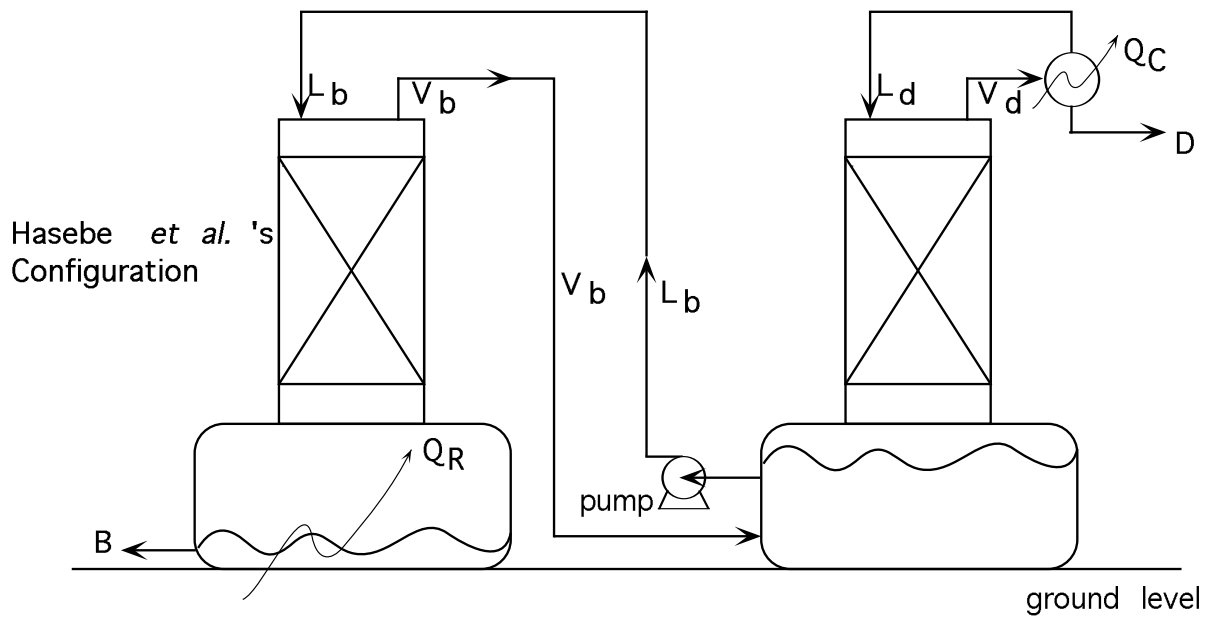 L b
V b
L d
V d
Q C
D
Hasebe et al. 's
Configuration
V b
L b
Q R
pump
B
ground level